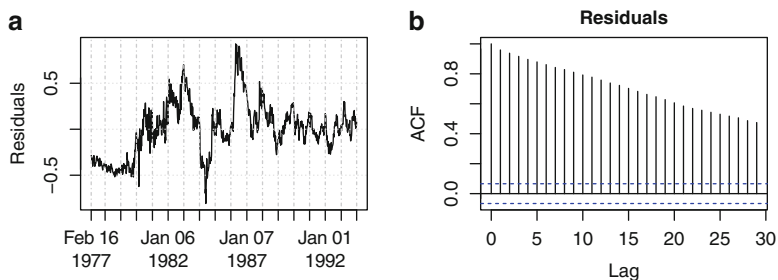 a
Residuals
0.5
−0.5
Feb 16 1977
Jan 06 1982
Jan 07 1987
Jan 01 1992
b
Residuals
ACF
0.8
0.4
0.0
0 5 10 15 20 25 30
Lag